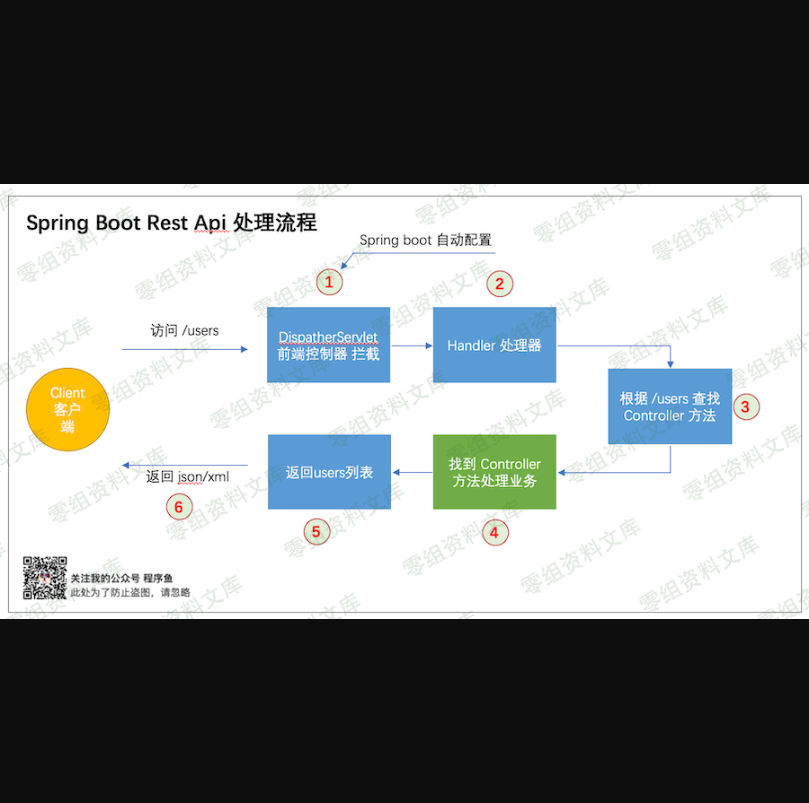 Spring Boot Rest Api 处理流程
Spring boot 自动配置
1
2
访问 /users
DispatherServlet
前端控制器 拦截
Handler 处理器
Client
客户
端
根据 /users 查找
Controller 方法
3
找到 Controller
方法处理业务
返回users列表
返回 json/xml
6
5
4
关注我的公众号 程序鱼
此处为了防止盗图，请忽略
零组资料文库